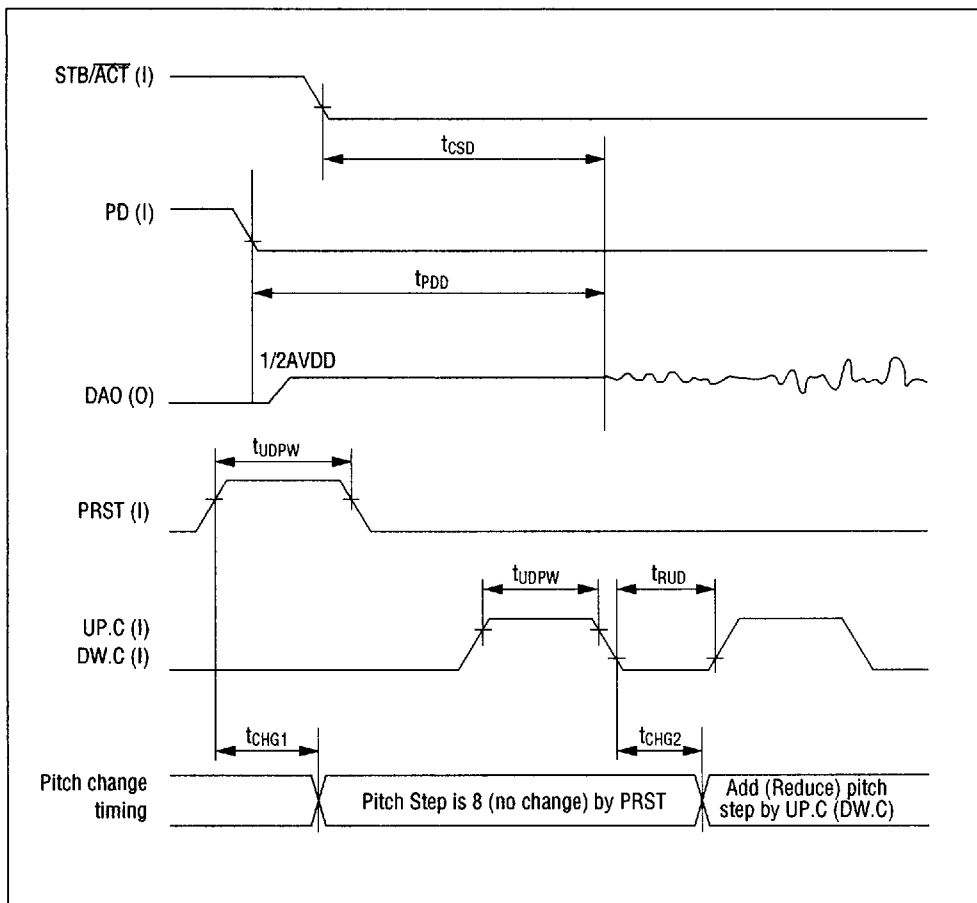 STB/ACT (I)
tCSD
PD (I)
tPDD
1/2AVDD
DAO (O)
tUDPW
PRST (I)
tUDPW
tRUD
UP.C (I)
DW.C (I)
tCHG1
tCHG2
Pitch change
timing
Pitch Step is 8 (no change) by PRST
Add (Reduce) pitch
step by UP.C (DW.C)